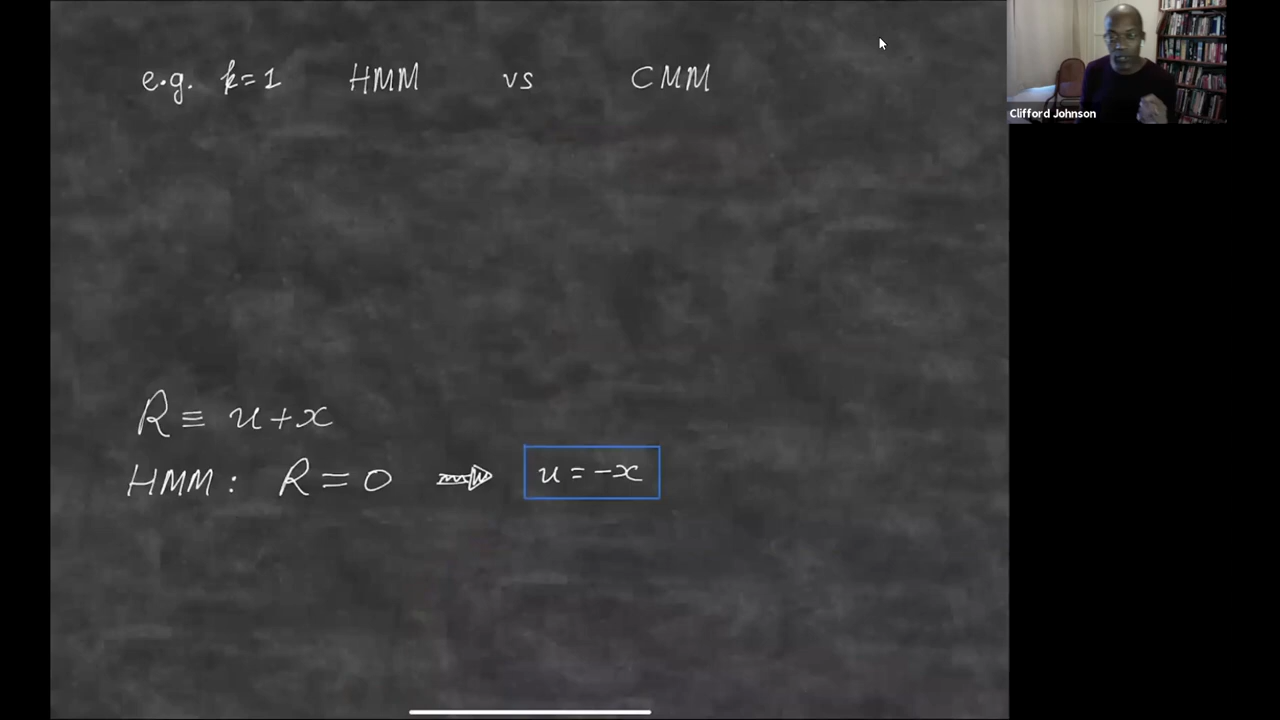 e.g. k=1 HMM vs CMM
Clifford Johnson
R ≡ u+x
HMM: R = 0 ⇒ u = -x